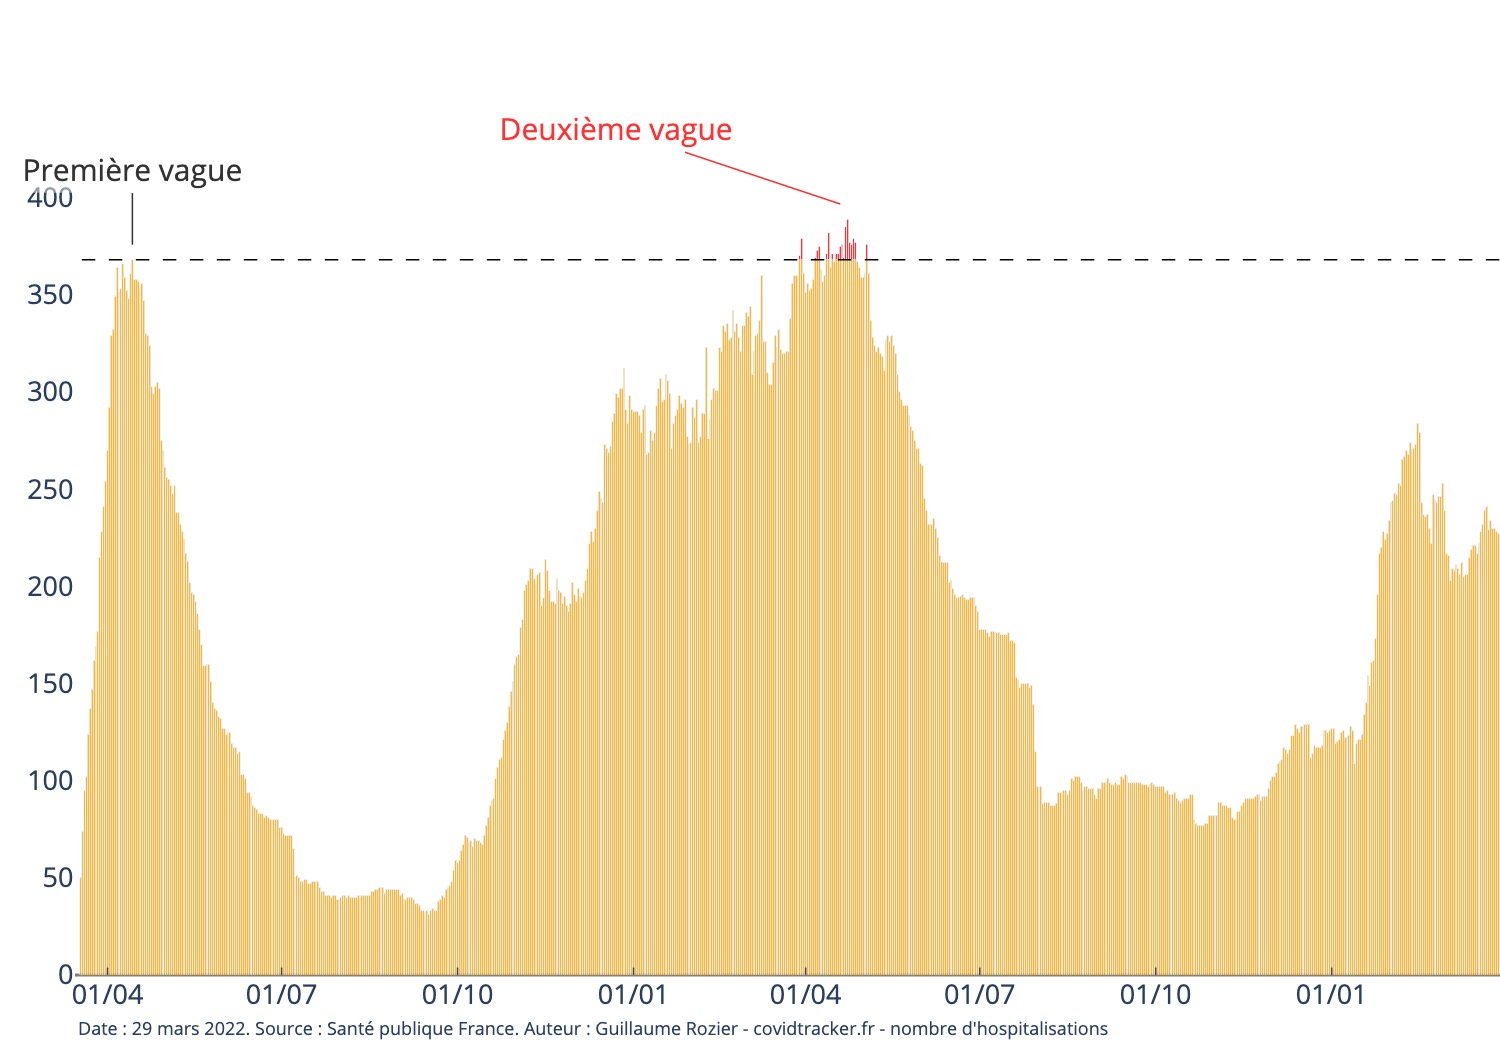 Deuxième vague
Première vague
400
350
300
250
200
150
100
50
0
01/04 01/07 01/10 01/01 01/04 01/07 01/10 01/01
Date : 29 mars 2022. Source : Santé publique France. Auteur : Guillaume Rozier - covidtracker.fr - nombre d'hospitalisations